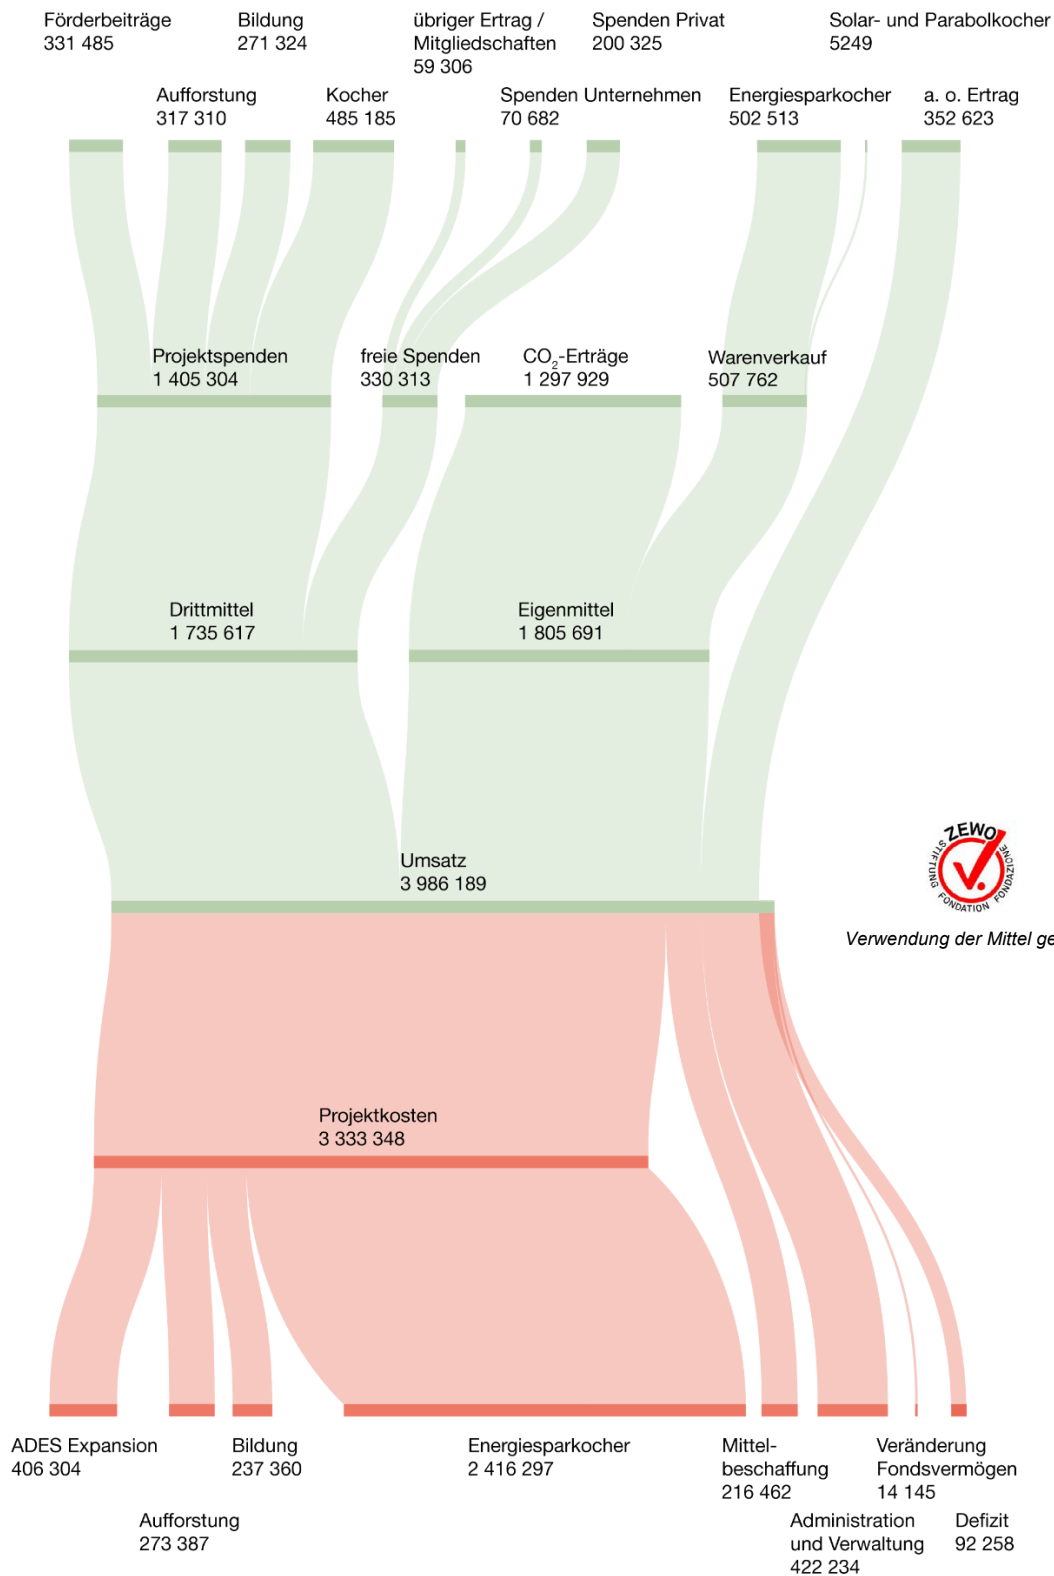 Förderbeiträge
331 485
Bildung
271 324
übriger Ertrag /
Mitgliedschaften
59 306
Spenden Privat
200 325
Solar- und Parabolkocher
5249
Aufforstung
317 310
Kocher
485 185
Spenden Unternehmen
70 682
Energiesparkocher
502 513
a. o. Ertrag
352 623
Projektspenden
1 405 304
freie Spenden
330 313
CO₂-Erträge
1 297 929
Warenverkauf
507 762
Drittmittel
1 735 617
Eigenmittel
1 805 691
Umsatz
3 986 189
ZEWO
STIFTUNG FONDATION FONDAZIONE
Verwendung der Mittel ge
Projektkosten
3 333 348
ADES Expansion
406 304
Bildung
237 360
Energiesparkocher
2 416 297
Mittel-
beschaffung
216 462
Veränderung
Fondsvermögen
14 145
Aufforstung
273 387
Administration
und Verwaltung
422 234
Defizit
92 258